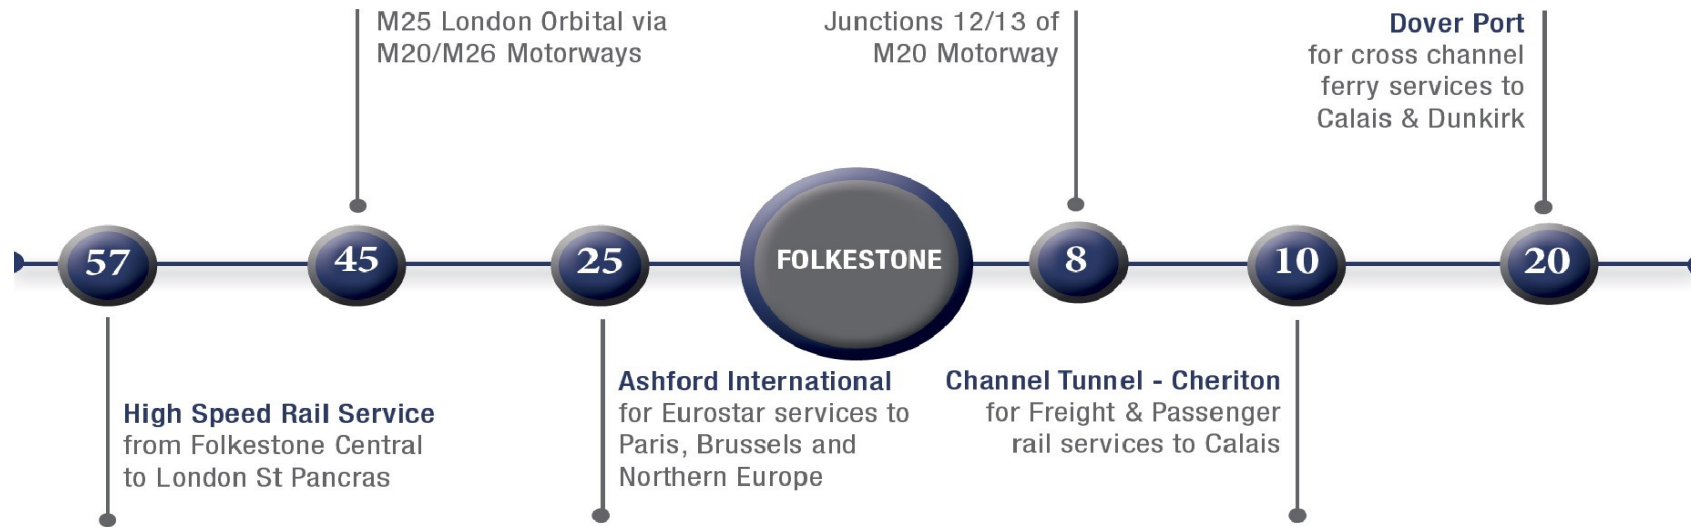 M25 London Orbital via
M20/M26 Motorways
Junctions 12/13 of
M20 Motorway
Dover Port
for cross channel
ferry services to
Calais & Dunkirk
57
45
25
FOLKESTONE
8
10
20
High Speed Rail Service
from Folkestone Central
to London St Pancras
Ashford International
for Eurostar services to
Paris, Brussels and
Northern Europe
Channel Tunnel - Cheriton
for Freight & Passenger
rail services to Calais